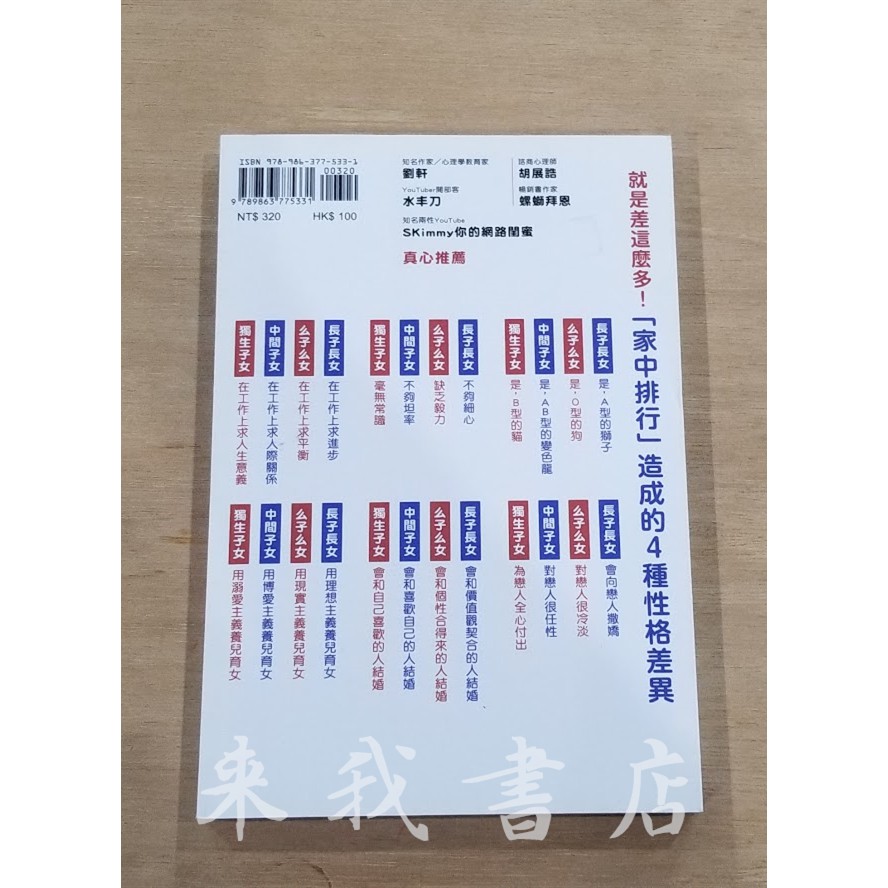 ISBN 978-986-377-533-1
00320
9 789863 775331
NT$ 320
HK$ 100
知名作家／心理學教育家
劉軒
諮商心理師
胡展誥
YouTuber閱部客
水丰刀
暢銷書作家
螺螄拜恩
知名兩性YouTube
SKimmy你的網路閨蜜
真心推薦
就是差這麼多！「家中排行」造成的4種性格差異
長子長女 是，A型的獅子
么子么女 是，O型的狗
中間子女 是，AB型的變色龍
獨生子女 是，B型的貓
長子長女 不夠細心
么子么女 缺乏毅力
中間子女 不夠坦率
獨生子女 毫無常識
長子長女 在工作上求進步
么子么女 在工作上求平衡
中間子女 在工作上求人際關係
獨生子女 在工作上求人生意義
長子長女 會向戀人撒嬌
么子么女 對戀人很冷淡
中間子女 對戀人很任性
獨生子女 為戀人全心付出
長子長女 會和價值觀契合的人結婚
么子么女 會和個性合得來的人結婚
中間子女 會和喜歡自己的人結婚
獨生子女 會和自己喜歡的人結婚
長子長女 用理想主義養兒育女
么子么女 用現實主義養兒育女
中間子女 用博愛主義養兒育女
獨生子女 用溺愛主義養兒育女
来我書店